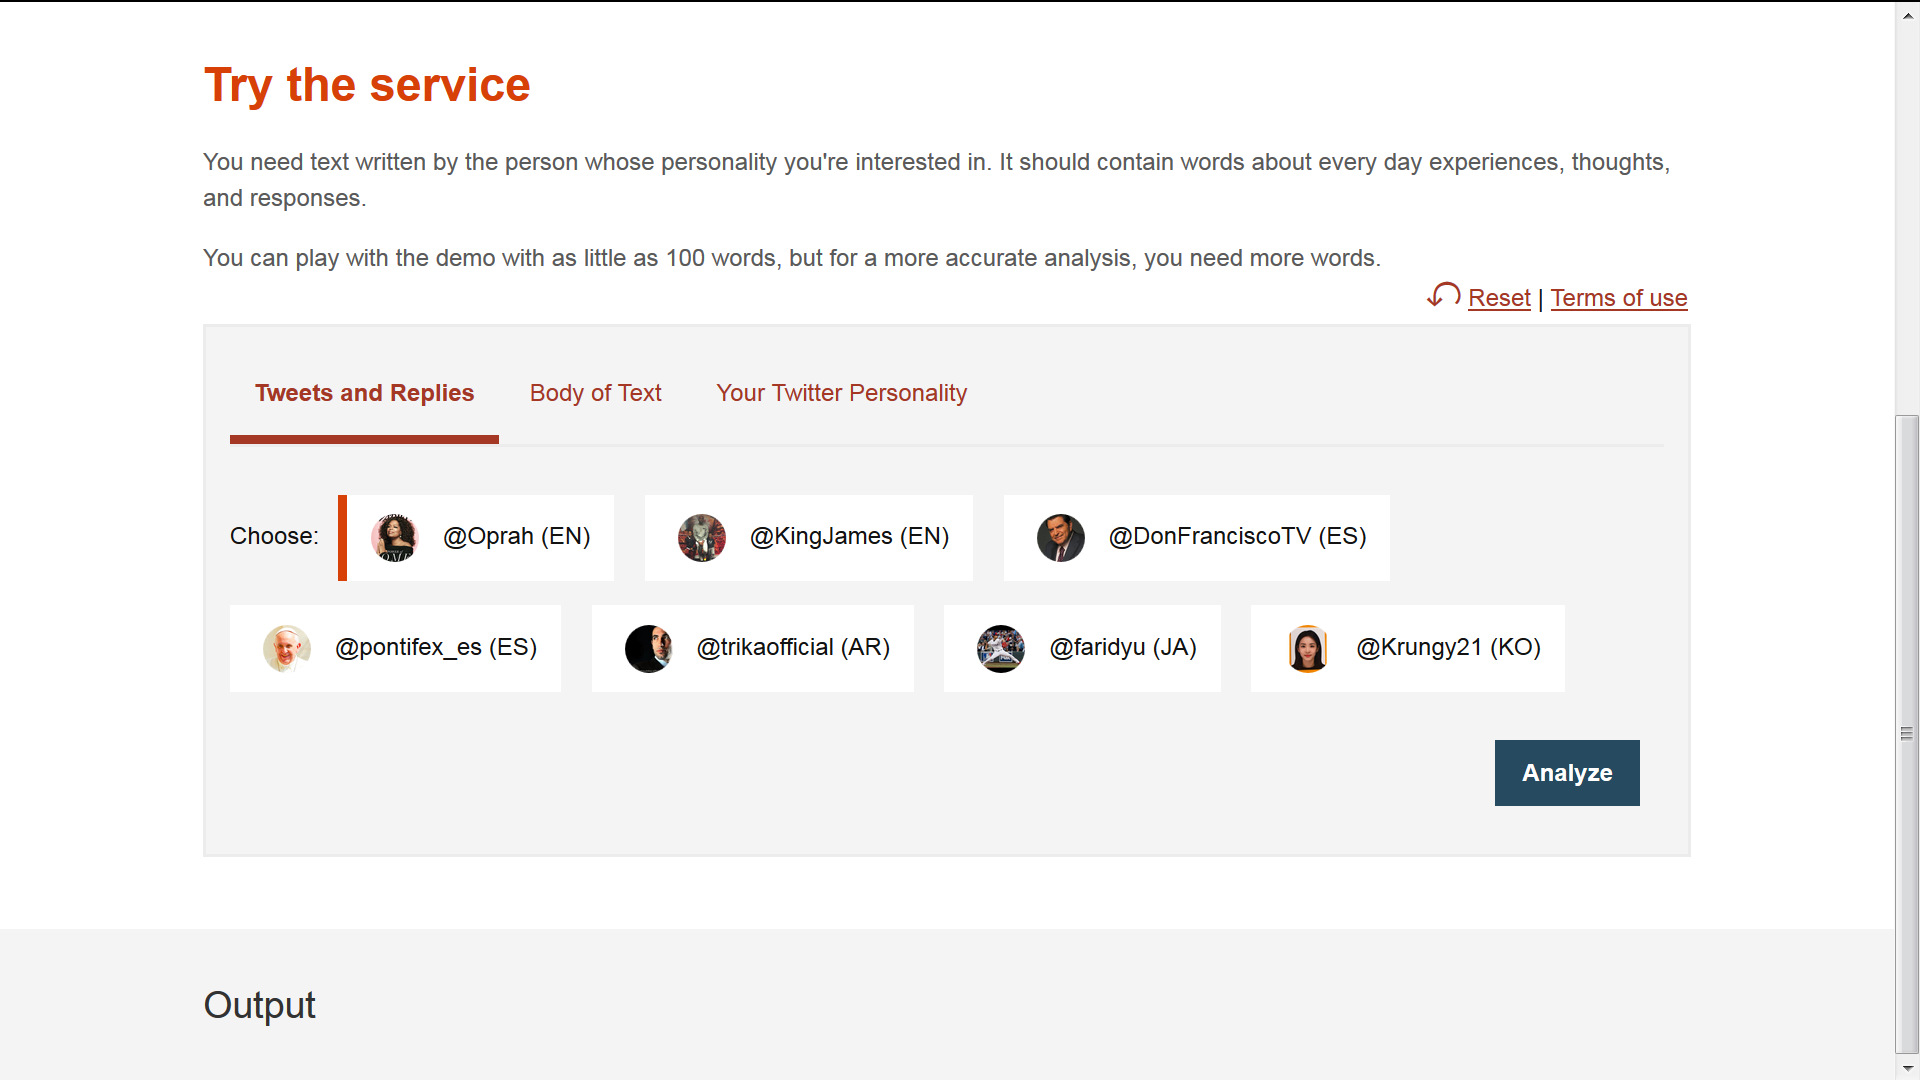 Try the service
You need text written by the person whose personality you're interested in. It should contain words about every day experiences, thoughts,
and responses.
You can play with the demo with as little as 100 words, but for a more accurate analysis, you need more words.
Reset | Terms of use
Tweets and Replies
Body of Text
Your Twitter Personality
Choose:
@Oprah (EN)
@KingJames (EN)
@DonFranciscoTV (ES)
@pontifex_es (ES)
@trikaofficial (AR)
@faridyu (JA)
@Krungy21 (KO)
Analyze
Output